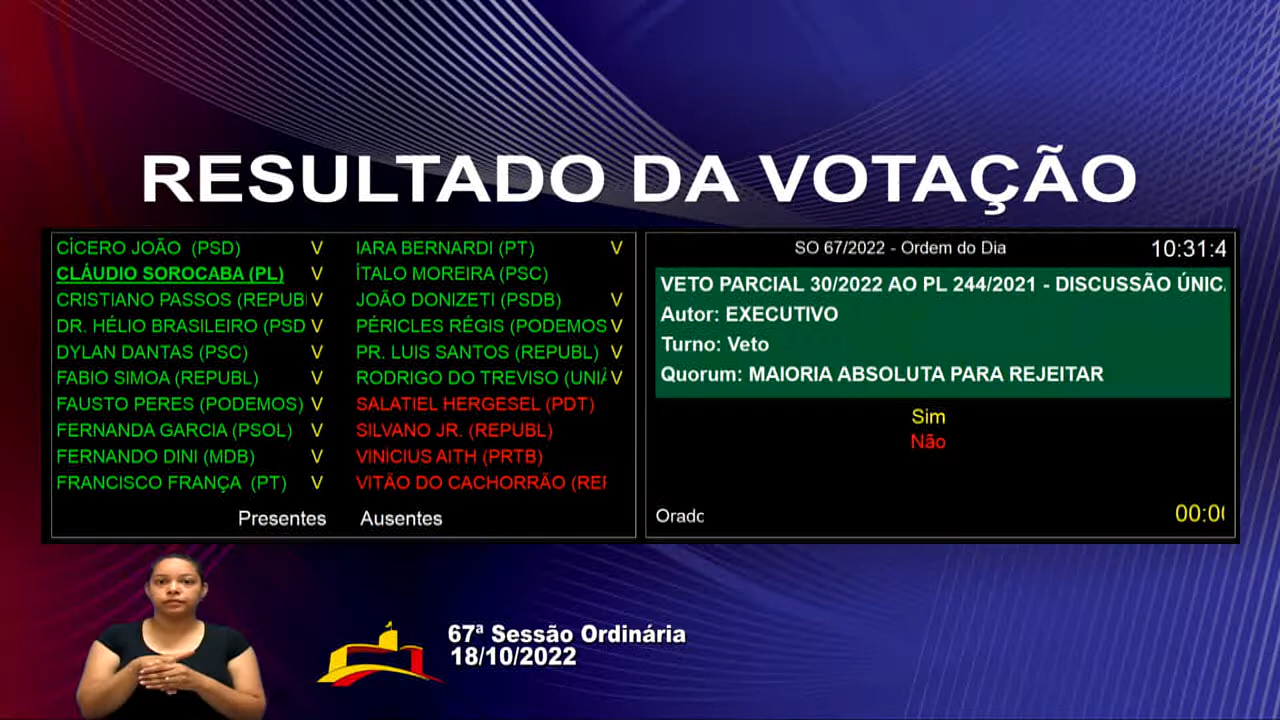 RESULTADO DA VOTAÇÃO
CÍCERO JOÃO (PSD) V
CLÁUDIO SOROCABA (PL) V
CRISTIANO PASSOS (REPUB V
DR. HÉLIO BRASILEIRO (PSD V
DYLAN DANTAS (PSC) V
FABIO SIMOA (REPUBL) V
FAUSTO PERES (PODEMOS) V
FERNANDA GARCIA (PSOL) V
FERNANDO DINI (MDB) V
FRANCISCO FRANÇA (PT) V
IARA BERNARDI (PT) V
ÍTALO MOREIRA (PSC)
JOÃO DONIZETI (PSDB) V
PÉRICLES RÉGIS (PODEMOS V
PR. LUIS SANTOS (REPUBL) V
RODRIGO DO TREVISO (UNIÃ V
SALATIEL HERGESEL (PDT)
SILVANO JR. (REPUBL)
VINICIUS AITH (PRTB)
VITÃO DO CACHORRÃO (REF
Presentes Ausentes
SO 67/2022 - Ordem do Dia 10:31:4
VETO PARCIAL 30/2022 AO PL 244/2021 - DISCUSSÃO ÚNIC
Autor: EXECUTIVO
Turno: Veto
Quorum: MAIORIA ABSOLUTA PARA REJEITAR
Sim
Não
Orado 00:00
67ª Sessão Ordinária
18/10/2022